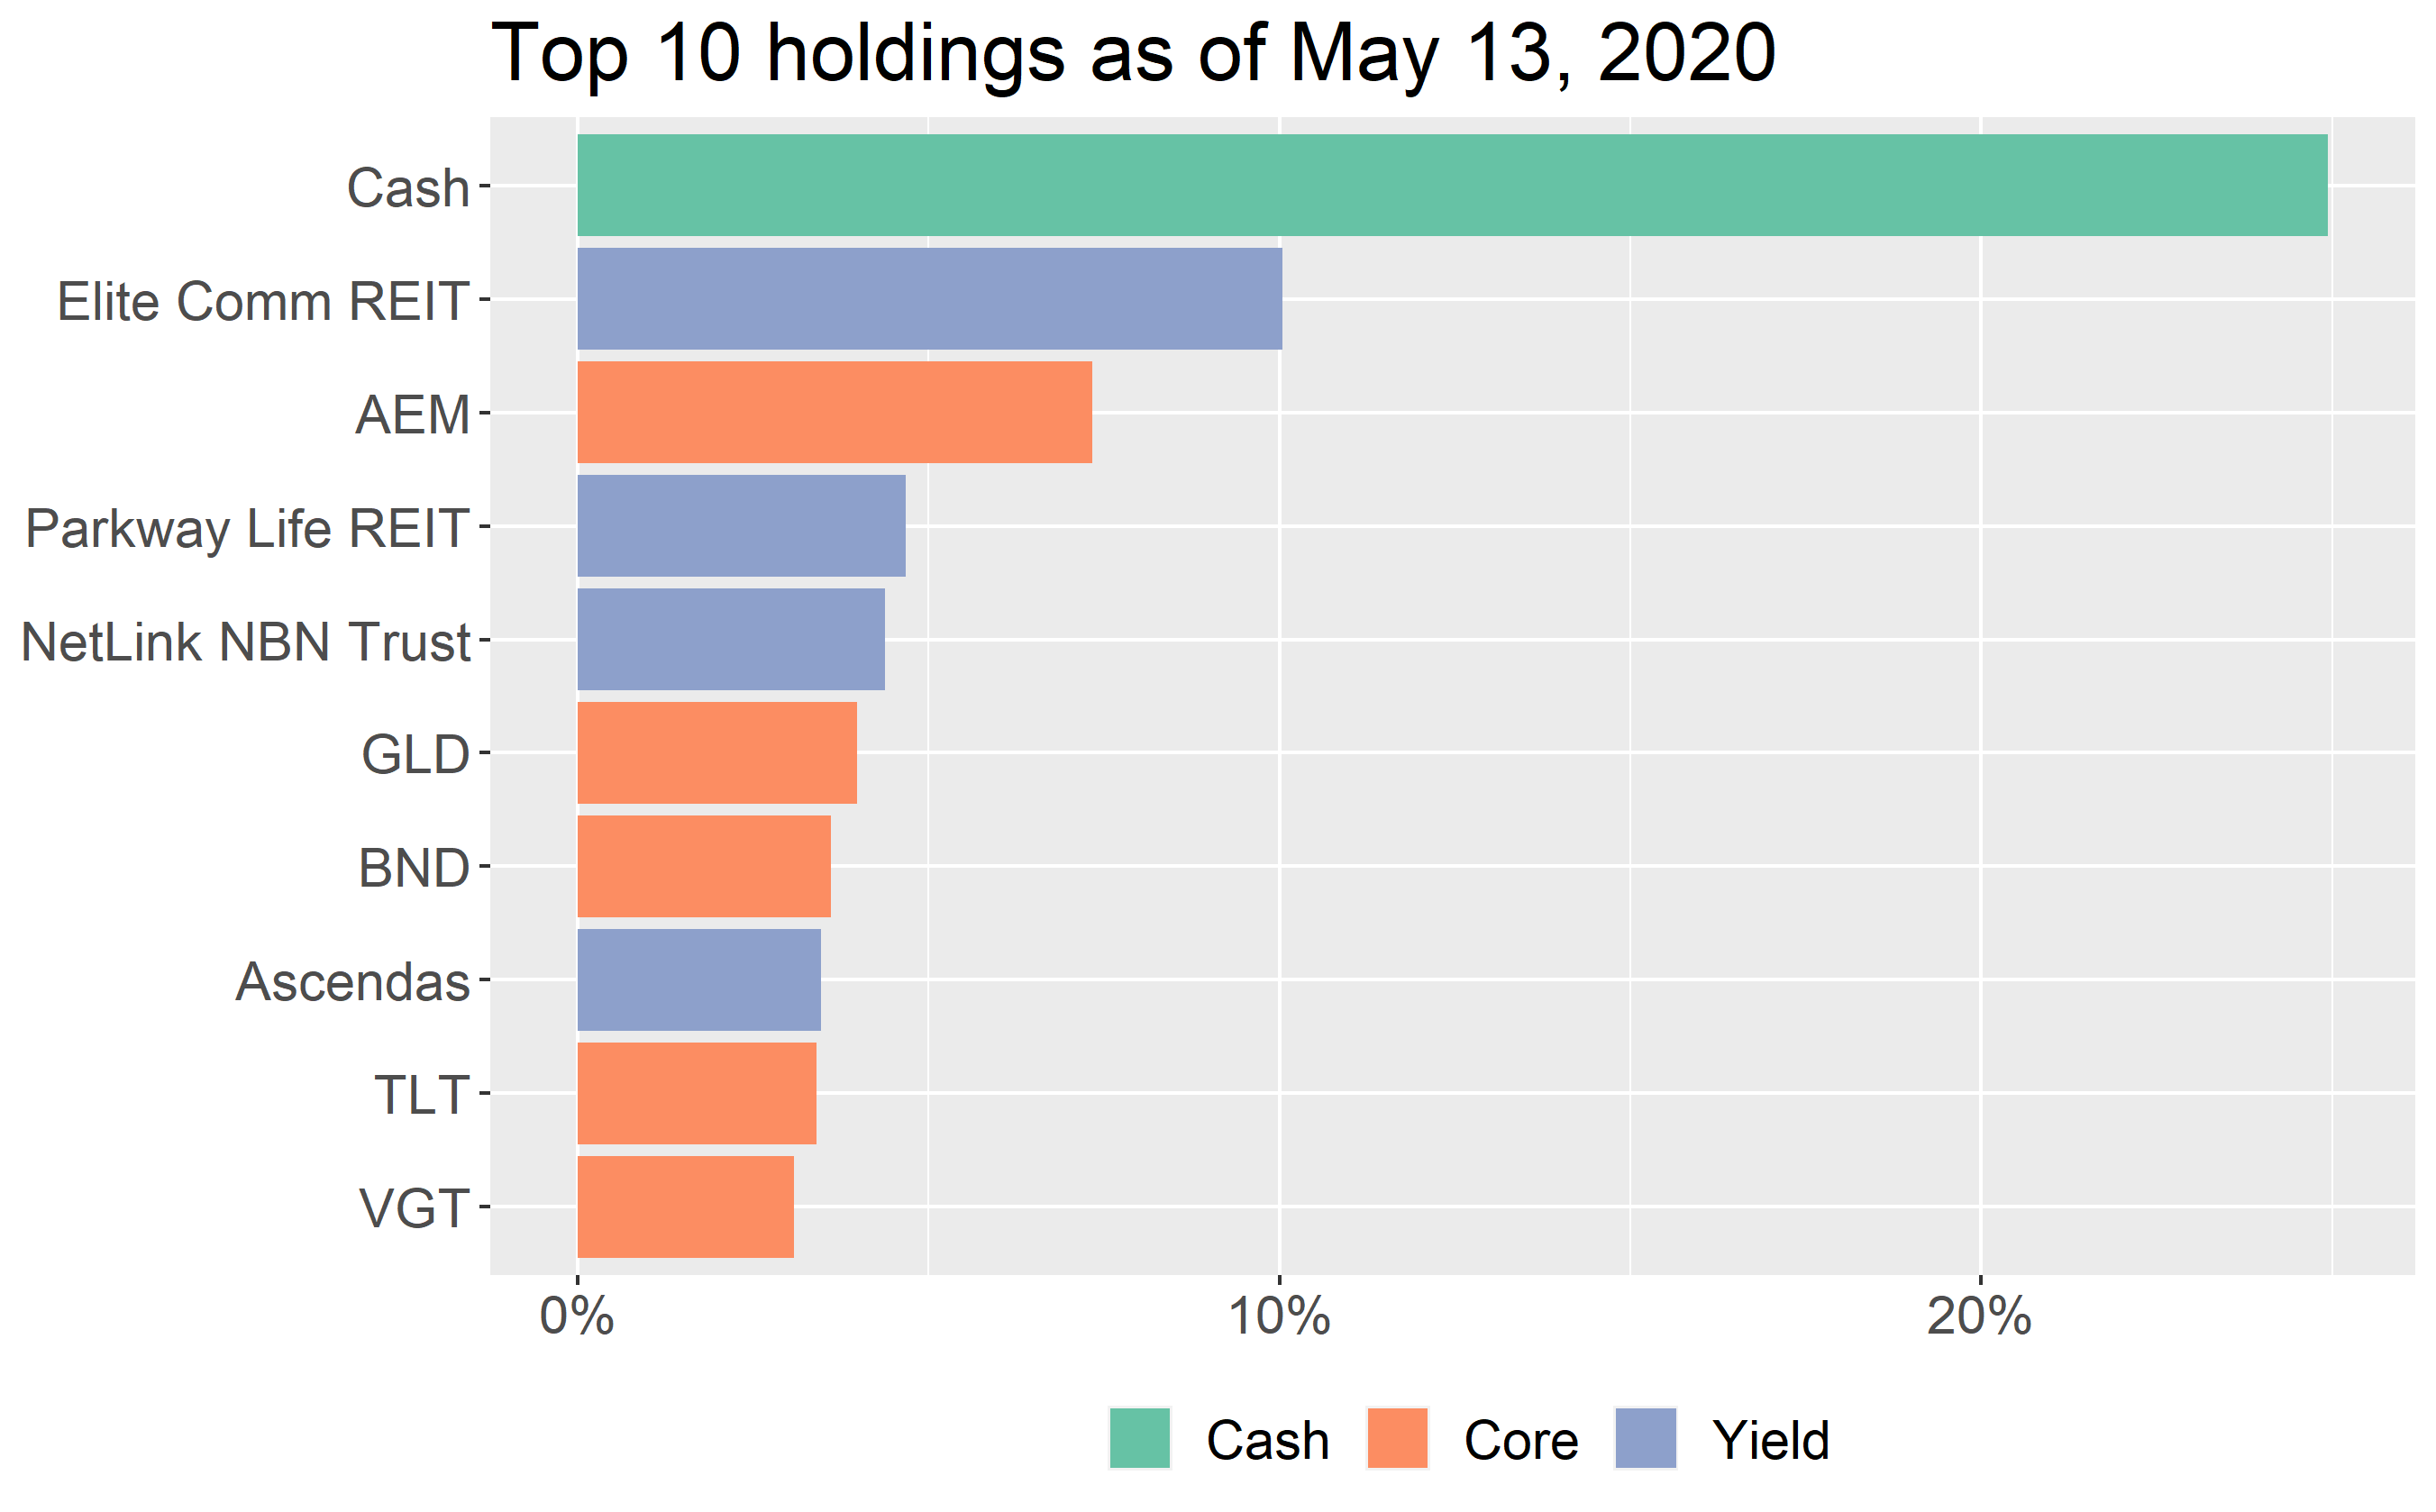 Top 10 holdings as of May 13, 2020
Cash
Elite Comm REIT
AEM
Parkway Life REIT
NetLink NBN Trust
GLD
BND
Ascendas
TLT
VGT
0% 10% 20%
Cash Core Yield